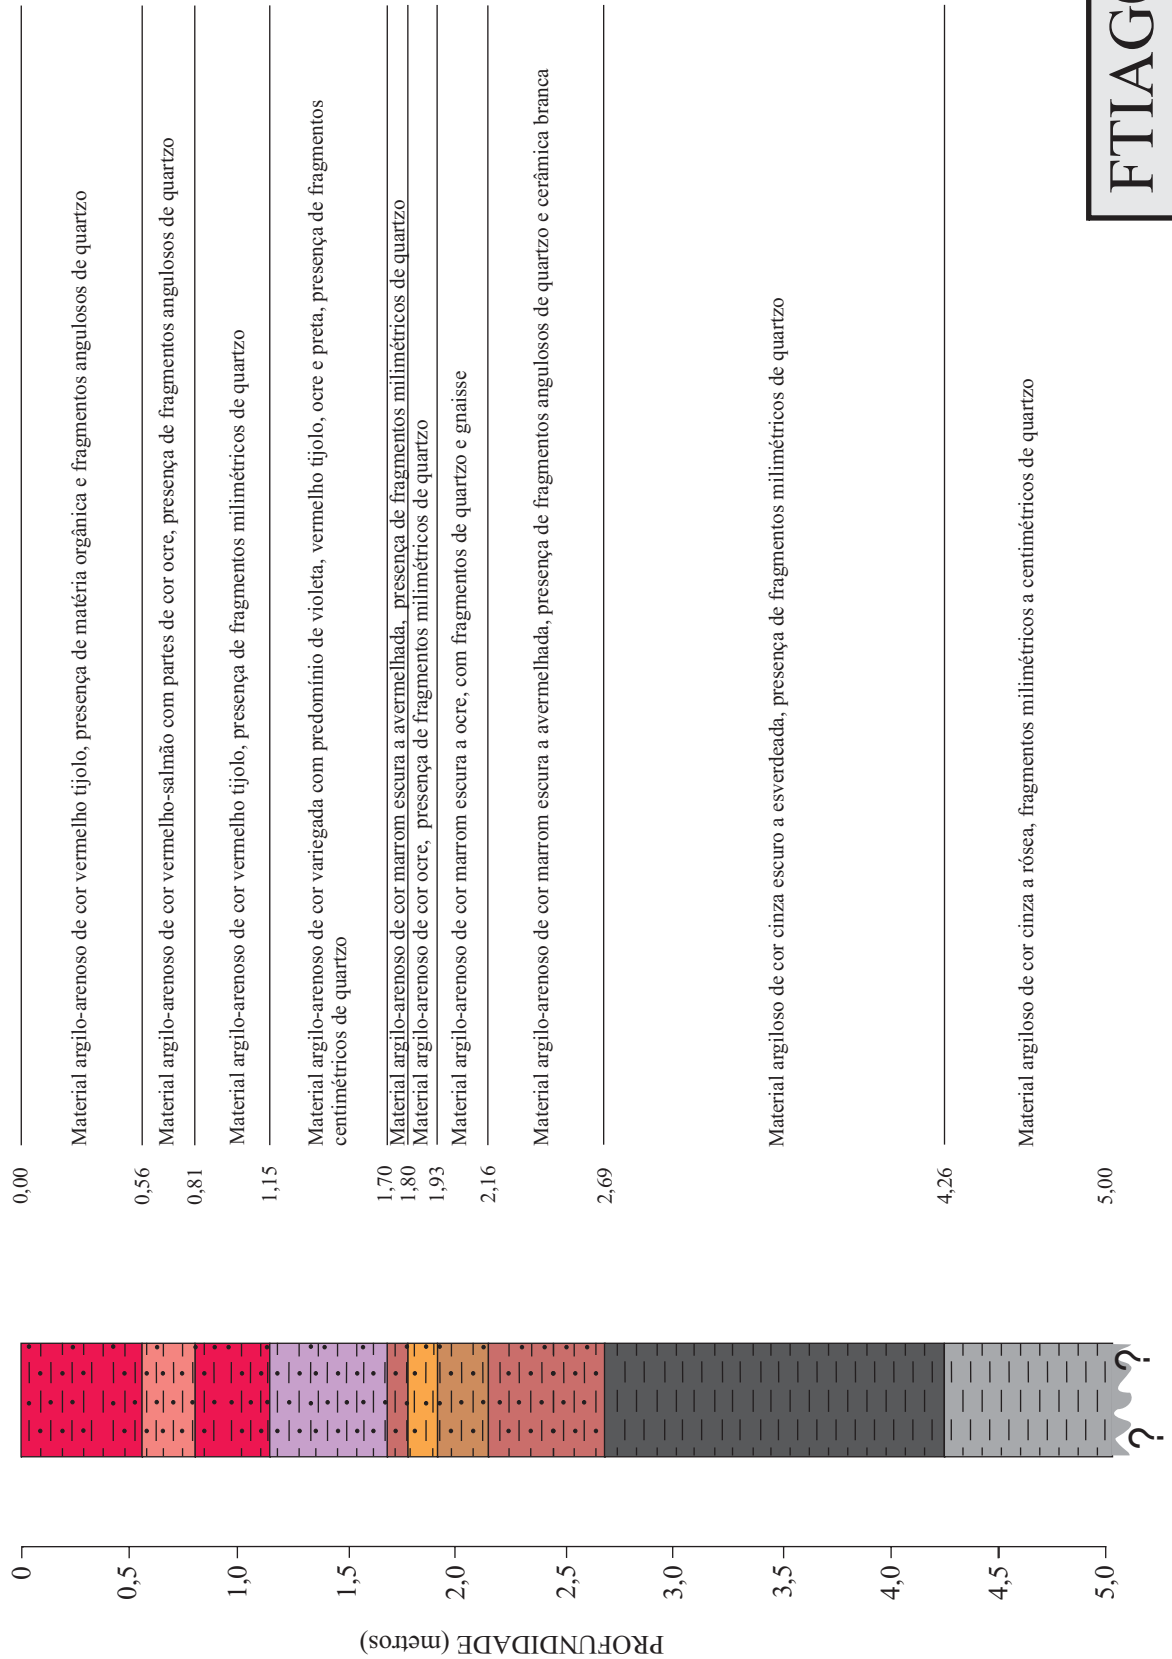 FTIAG
PROFUNDIDADE (metros)
0
0,5
1,0
1,5
2,0
2,5
3,0
3,5
4,0
4,5
5,0
? ?
0,00
Material argilo-arenoso de cor vermelho tijolo, presença de matéria orgânica e fragmentos angulosos de quartzo
0,56
Material argilo-arenoso de cor vermelho-salmão com partes de cor ocre, presença de fragmentos angulosos de quartzo
0,81
Material argilo-arenoso de cor vermelho tijolo, presença de fragmentos milimétricos de quartzo
1,15
Material argilo-arenoso de cor variegada com predomínio de violeta, vermelho tijolo, ocre e preta, presença de fragmentos
centimétricos de quartzo
1,70
Material argilo-arenoso de cor marrom escura a avermelhada, presença de fragmentos milimétricos de quartzo
1,80
Material argilo-arenoso de cor ocre, presença de fragmentos milimétricos de quartzo
1,93
Material argilo-arenoso de cor marrom escura a ocre, com fragmentos de quartzo e gnaisse
2,16
Material argilo-arenoso de cor marrom escura a avermelhada, presença de fragmentos angulosos de quartzo e cerâmica branca
2,69
Material argiloso de cor cinza escuro a esverdeada, presença de fragmentos milimétricos de quartzo
4,26
Material argiloso de cor cinza a rósea, fragmentos milimétricos a centimétricos de quartzo
5,00